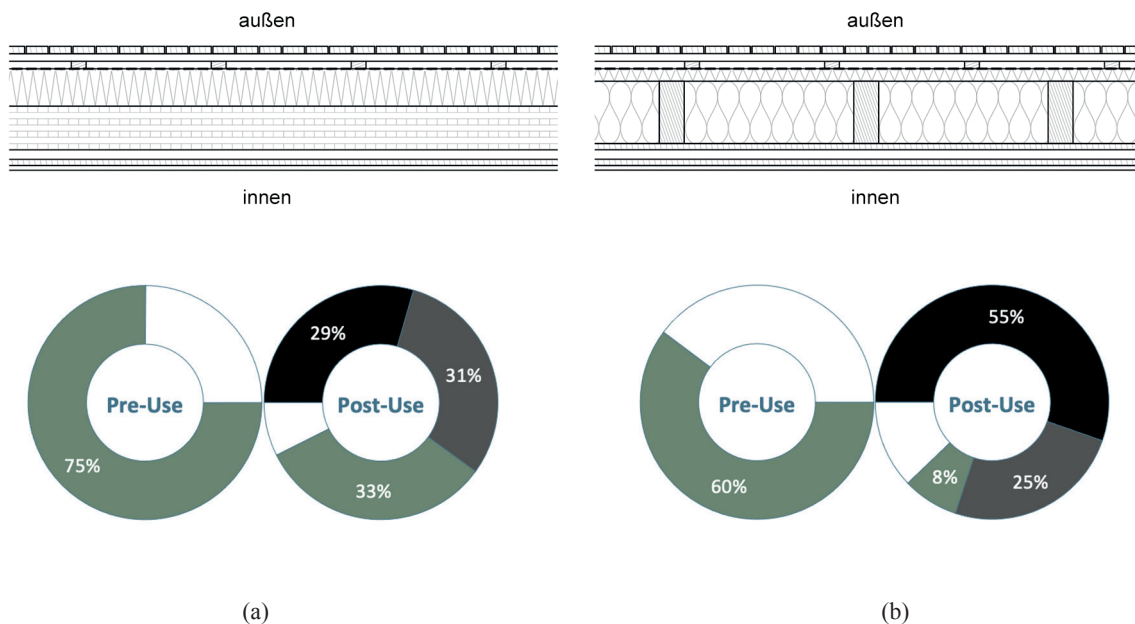 außen
innen
75%
Pre-Use
29%
31%
33%
Post-Use
(a)
außen
innen
60%
Pre-Use
55%
25%
8%
Post-Use
(b)